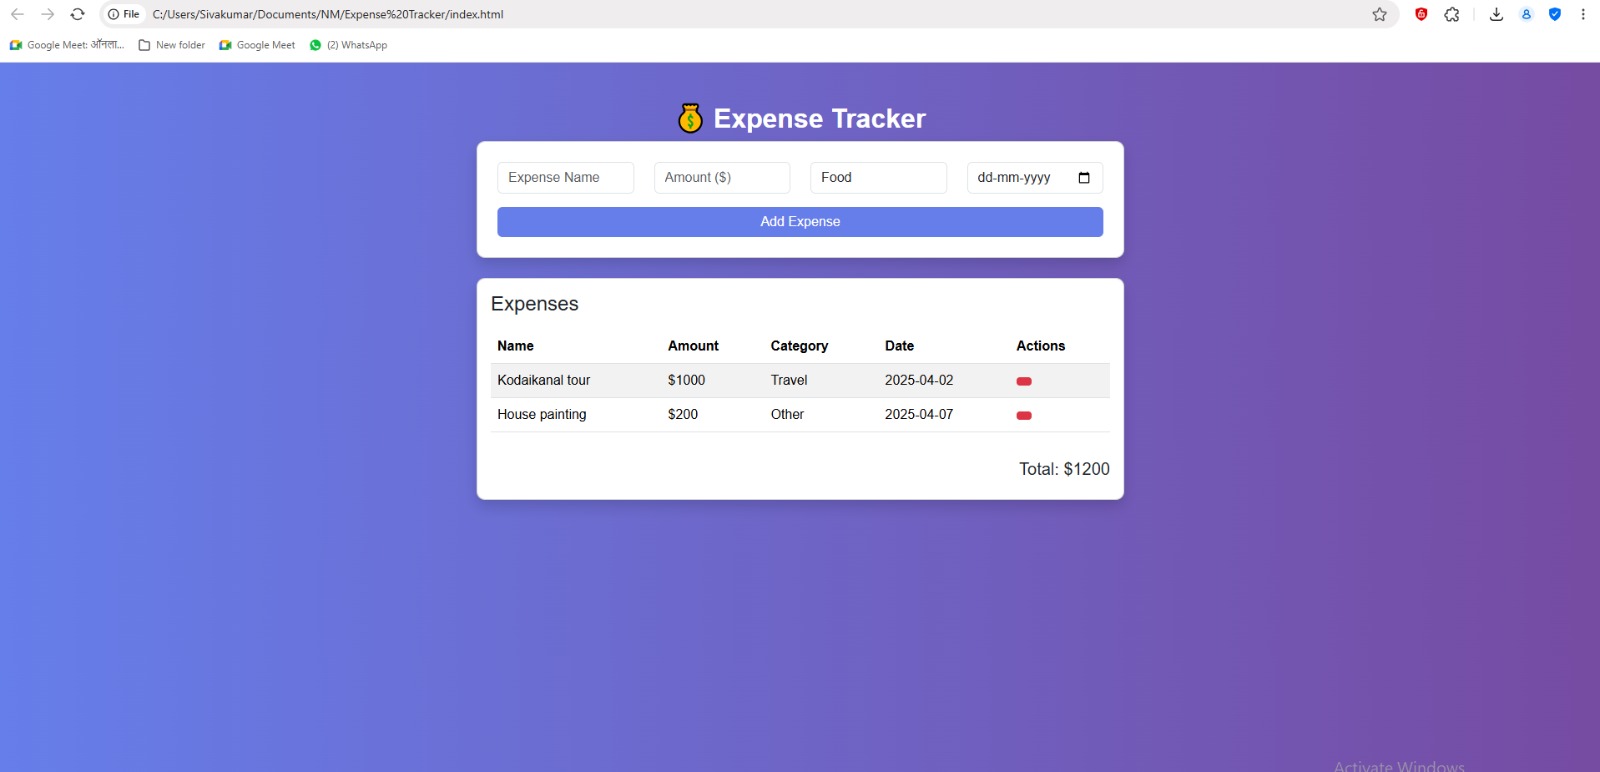 File C:/Users/Sivakumar/Documents/NM/Expense%20Tracker/index.html
Google Meet: ऑनला... New folder Google Meet (2) WhatsApp
Expense Tracker
Expense Name Amount ($) Food dd-mm-yyyy
Add Expense
Expenses
Name Amount Category Date Actions
Kodaikanal tour $1000 Travel 2025-04-02
House painting $200 Other 2025-04-07
Total: $1200
Activate Windows